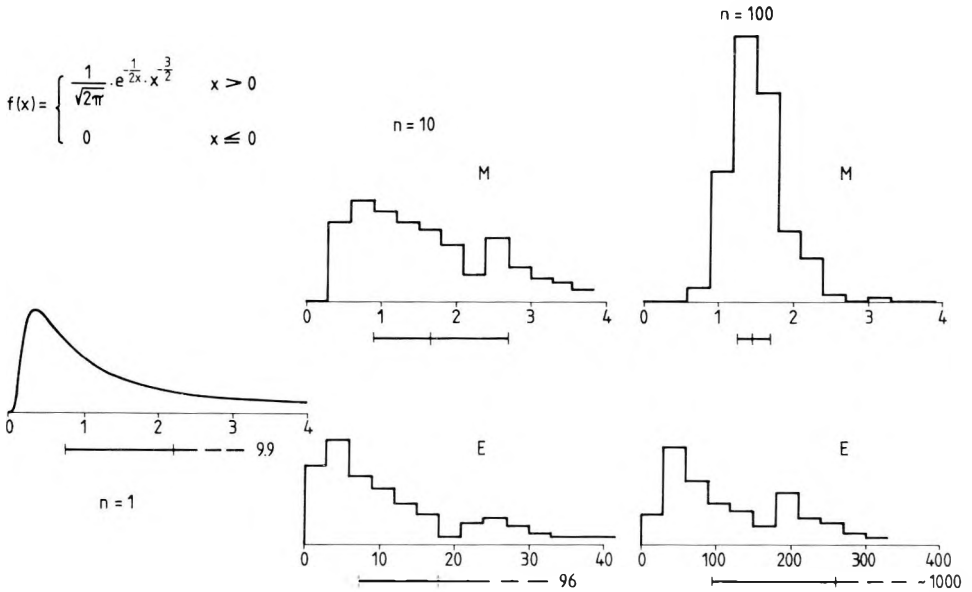 n = 100
f(x) = { 1/√2π · e^-1/2x · x^-3/2 x > 0
0 x ≦ 0
n = 10
M
M
0 1 2 3 4
0 1 2 3 4
0 1 2 3 4
9.9
n = 1
E
E
0 10 20 30 40
0 100 200 300 400
96
~1000